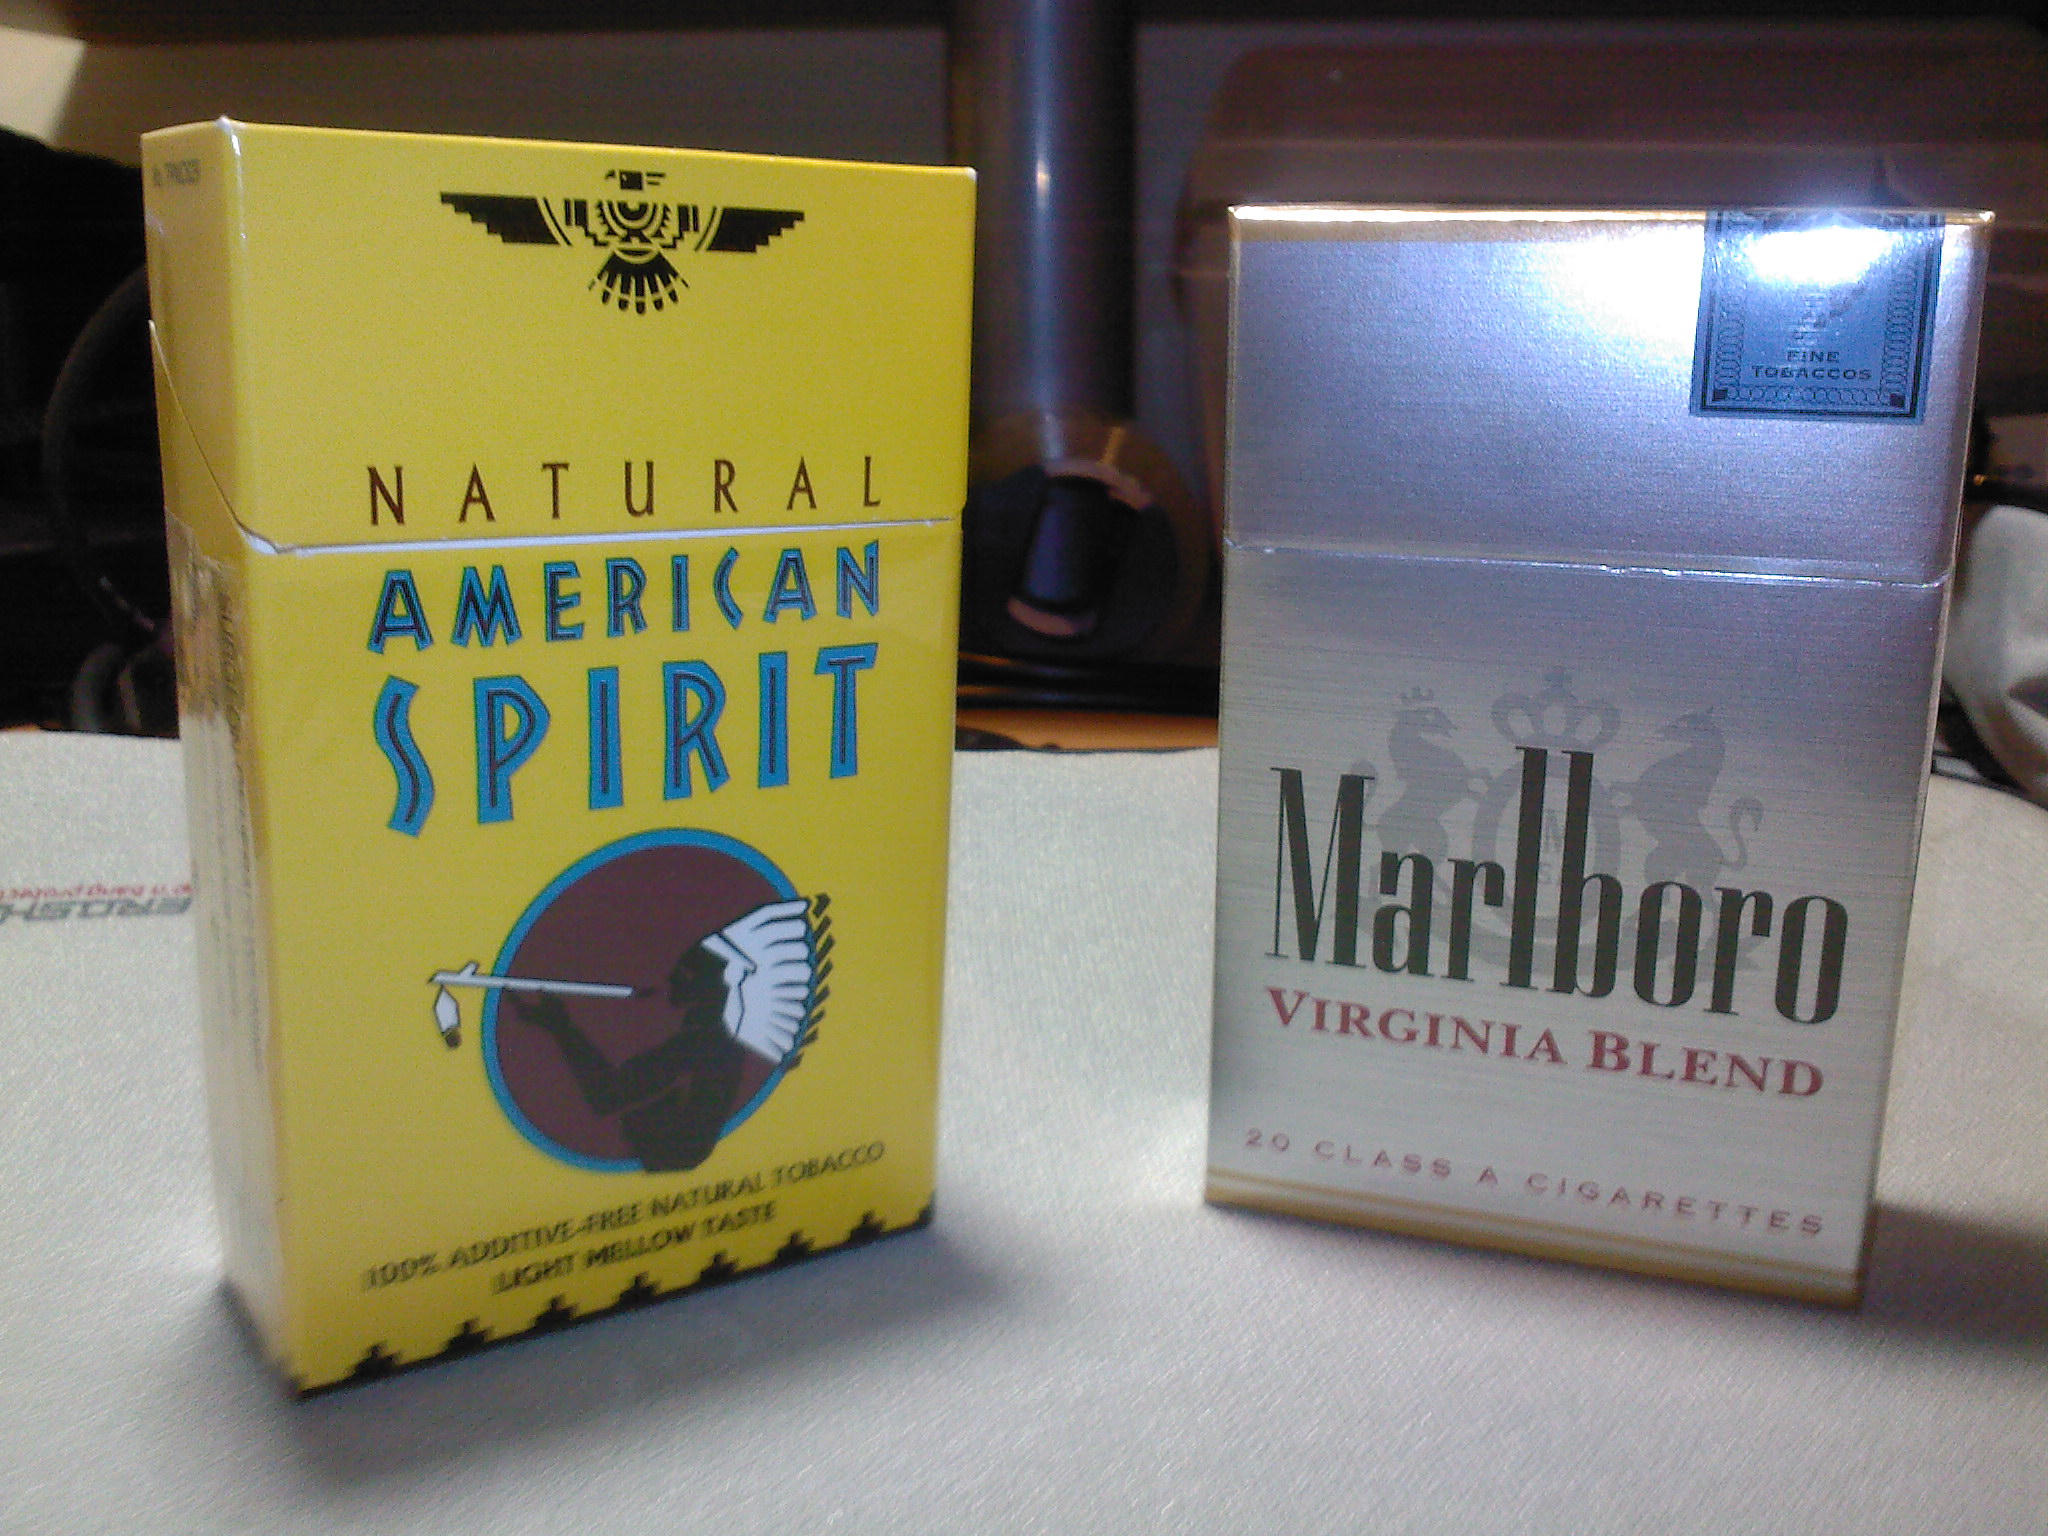 NATURAL
AMERICAN
SPIRIT
100% ADDITIVE-FREE NATURAL TOBACCO
LIGHT MELLOW TASTE
FINE
TOBACCOS
Marlboro
VIRGINIA BLEND
20 CLASS A CIGARETTES